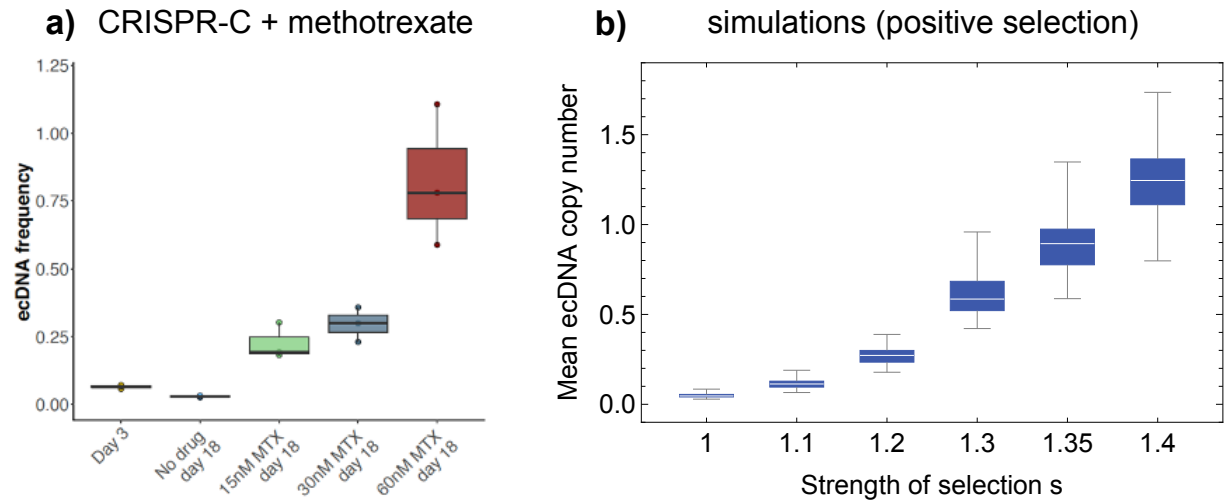 a) CRISPR-C + methotrexate
ecDNA frequency
1.25
1.00
0.75
0.50
0.25
0.00
Day 3
No drug
day 18
15nM MTX
day 18
30nM MTX
day 18
60nM MTX
day 18
b) simulations (positive selection)
Mean ecDNA copy number
1.5
1.0
0.5
0.0
1 1.1 1.2 1.3 1.35 1.4
Strength of selection s